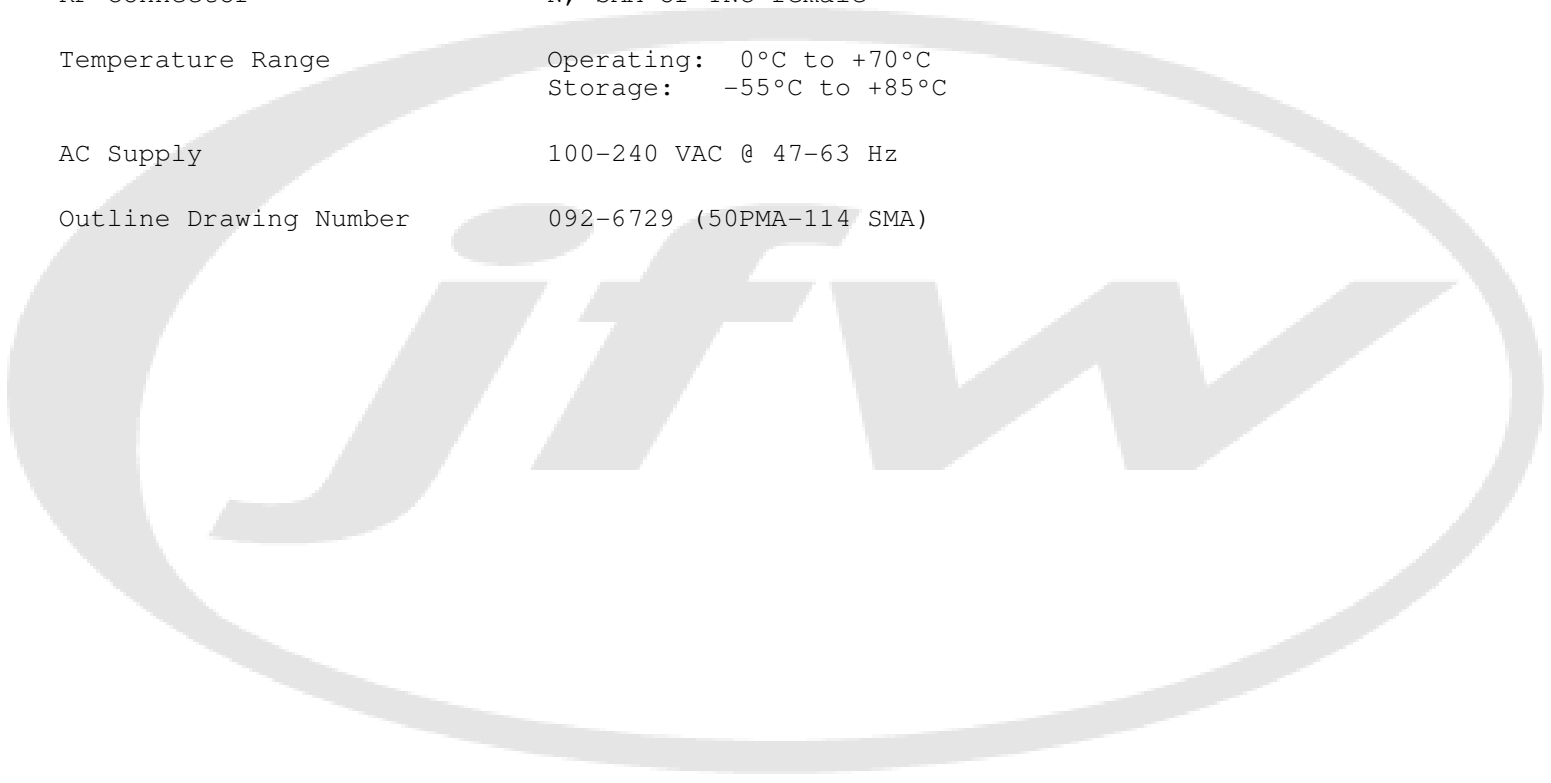 Temperature Range Operating: 0°C to +70°C
Storage: -55°C to +85°C
AC Supply 100-240 VAC @ 47-63 Hz
Outline Drawing Number 092-6729 (50PMA-114 SMA)
jfw